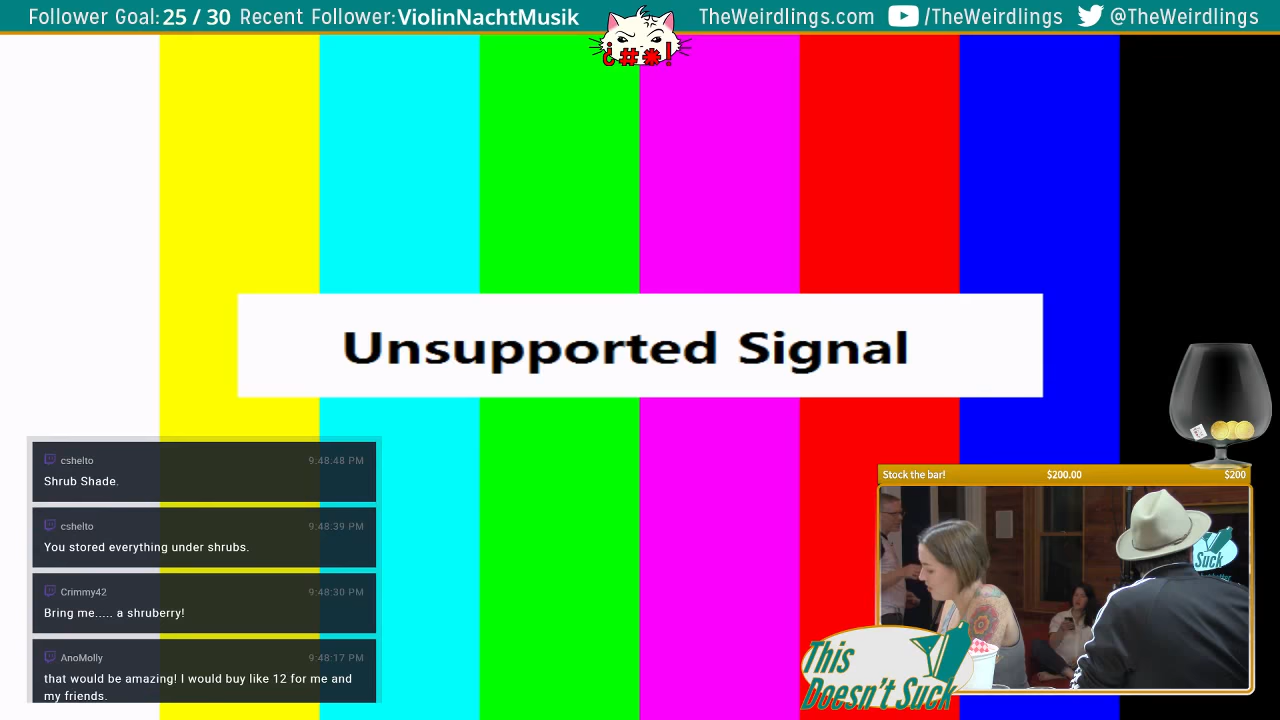 Follower Goal: 25 / 30 Recent Follower: ViolinNachtMusik
¿#*!
TheWeirdlings.com /TheWeirdlings @TheWeirdlings
Unsupported Signal
cshelto 9:48:48 PM
Shrub Shade.
cshelto 9:48:39 PM
You stored everything under shrubs.
Crimmy42 9:48:30 PM
Bring me..... a shruberry!
AnoMolly 9:48:17 PM
that would be amazing! I would buy like 12 for me and
my friends.
Stock the bar! $200.00 $200
Suck
This
Doesn't Suck